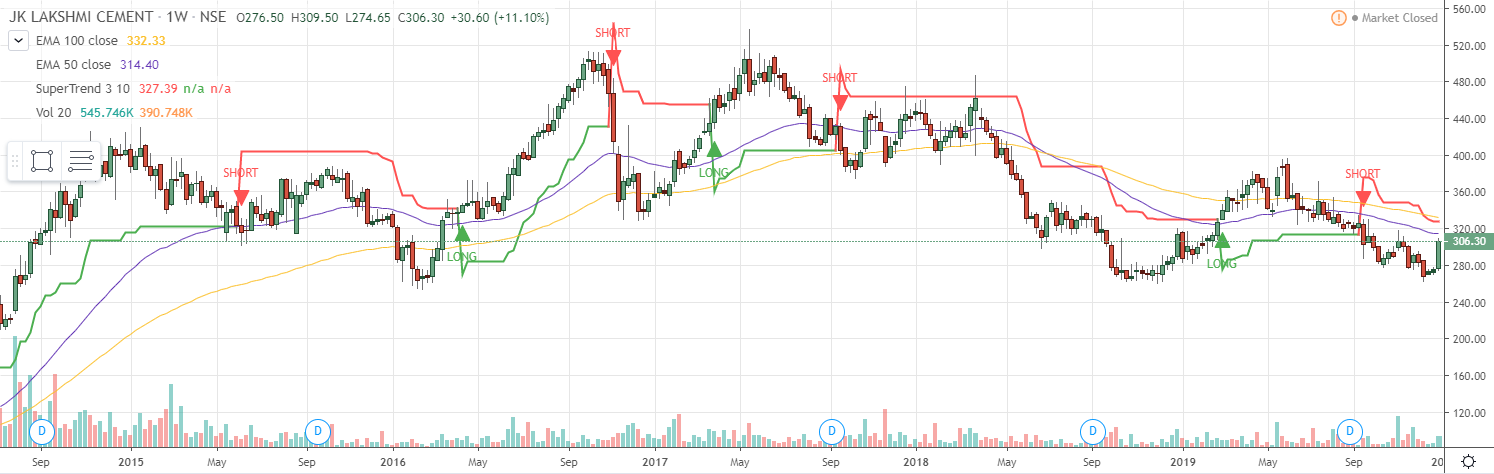 JK LAKSHMI CEMENT · 1W · NSE O276.50 H309.50 L274.65 C306.30 +30.60 (+11.10%)
! Market Closed
EMA 100 close 332.33
EMA 50 close 314.40
SuperTrend 3 10 327.39 n/a n/a
Vol 20 545.746K 390.748K
SHORT
SHORT
SHORT
SHORT
LONG
LONG
LONG
560.00
520.00
480.00
440.00
400.00
360.00
320.00
306.30
280.00
240.00
200.00
160.00
120.00
D D D D D
Sep 2015 May Sep 2016 May Sep 2017 May Sep 2018 May Sep 2019 May Sep 20